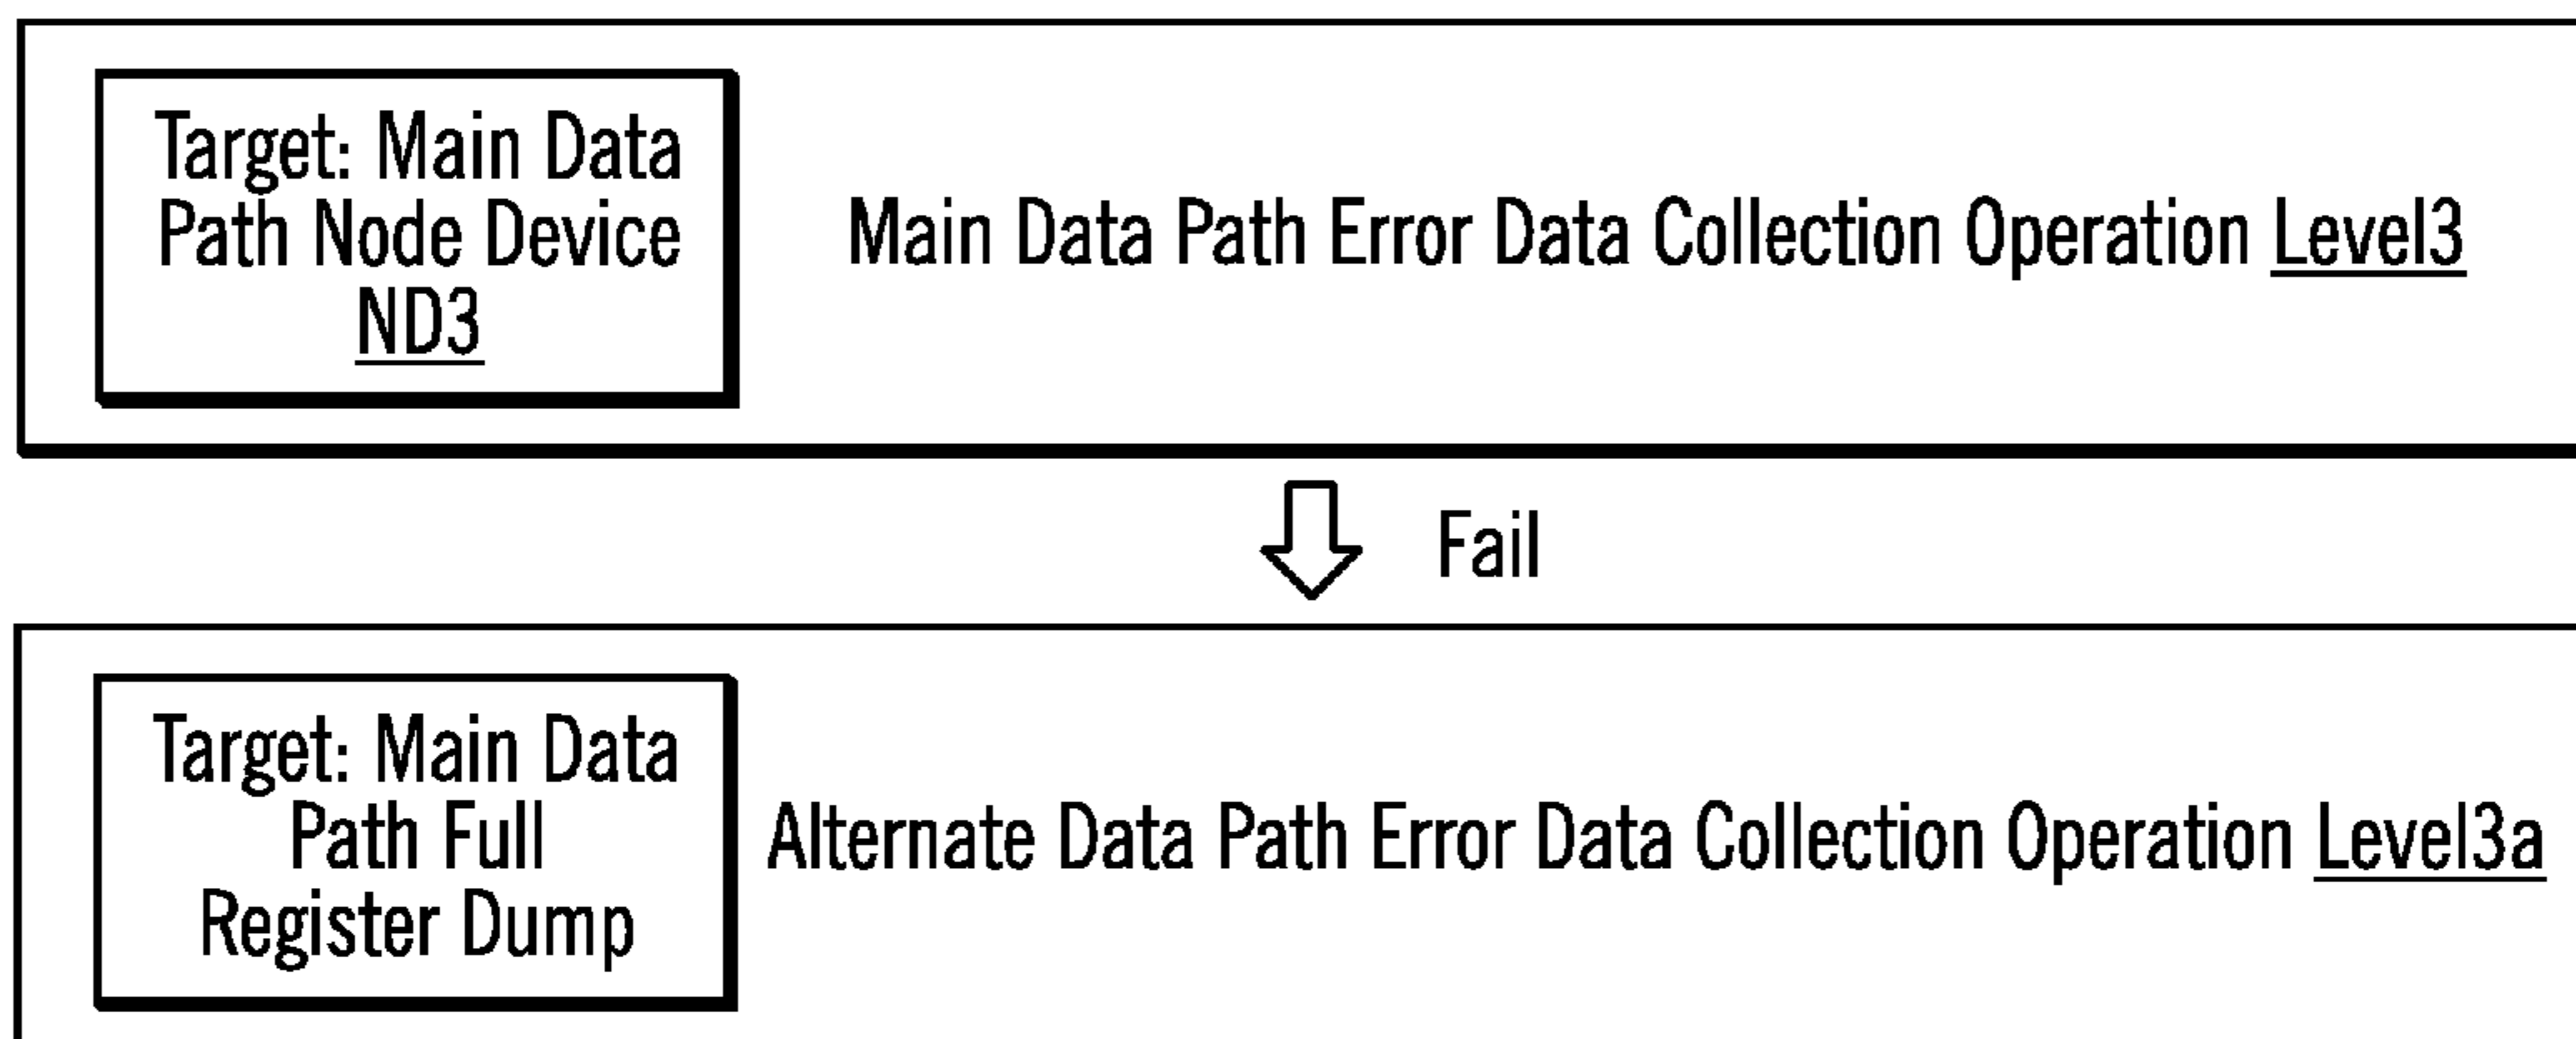 Target: Main Data
Path Node Device
ND3
Main Data Path Error Data Collection Operation Level3
Fail
Target: Main Data
Path Full
Register Dump
Alternate Data Path Error Data Collection Operation Level3a